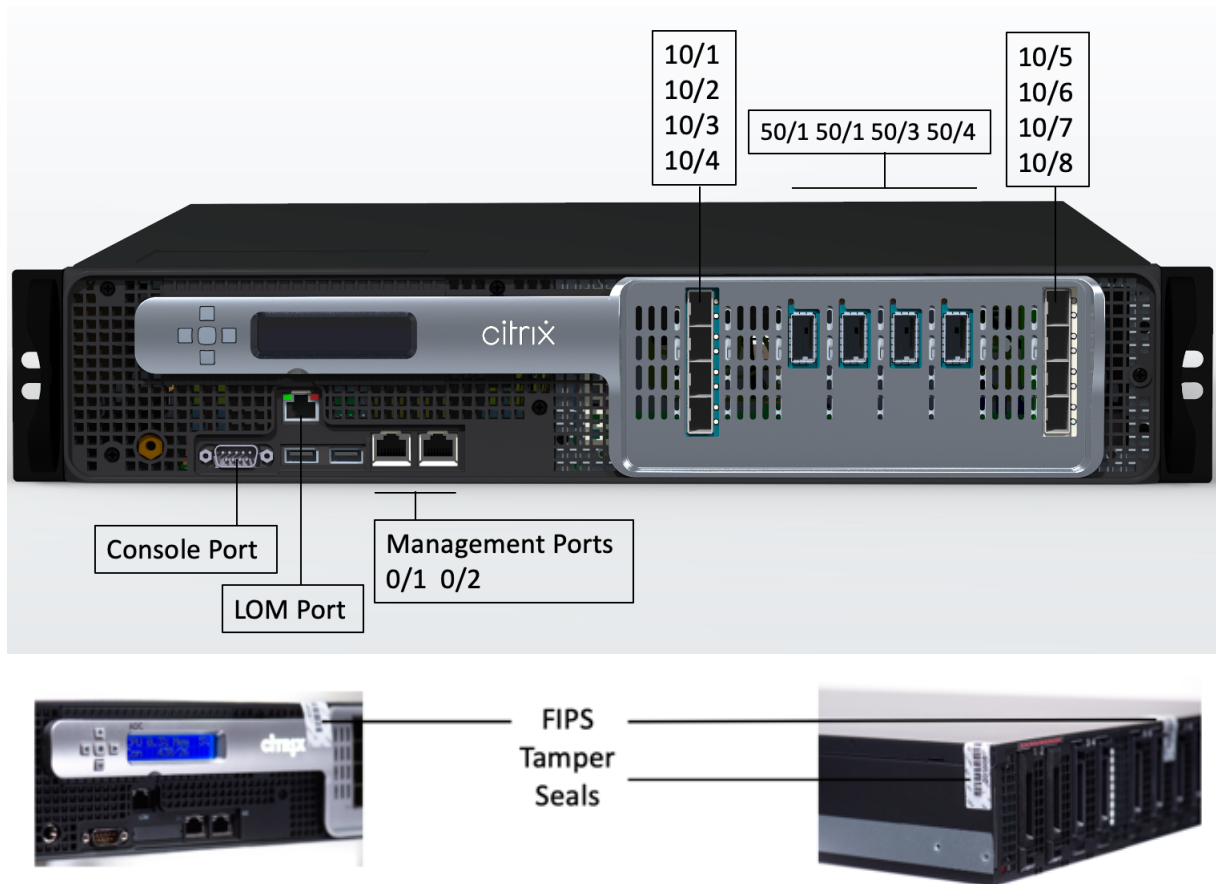 10/1
10/2
10/3
10/4
50/1 50/1 50/3 50/4
10/5
10/6
10/7
10/8
citrix
Console Port
LOM Port
Management Ports
0/1 0/2
FIPS
Tamper
Seals
citrix